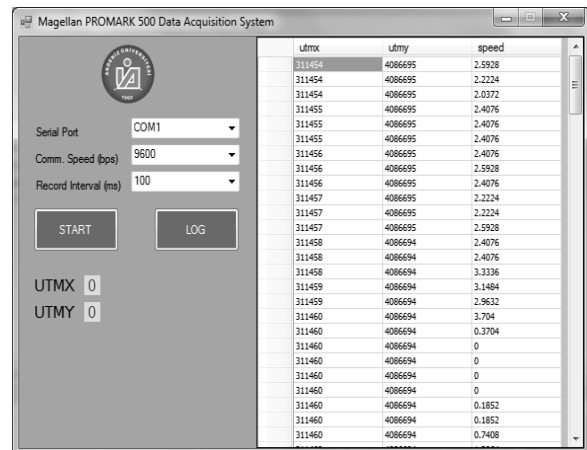 Magellan PROMARK 500 Data Acquisition System
AKDENİZ ÜNİVERSİTESİ
1982
Serial Port COM1
Comm. Speed (bps) 9600
Record Interval (ms) 100
START LOG
UTMX 0
UTMY 0
utmx utmy speed
311454 4086695 2.5928
311454 4086695 2.2224
311454 4086695 2.0372
311455 4086695 2.4076
311455 4086695 2.4076
311455 4086695 2.4076
311456 4086695 2.4076
311456 4086695 2.5928
311456 4086695 2.4076
311457 4086695 2.2224
311457 4086695 2.2224
311457 4086695 2.5928
311458 4086694 2.4076
311458 4086694 2.4076
311458 4086694 3.3336
311459 4086694 3.1484
311459 4086694 2.9632
311460 4086694 3.704
311460 4086694 0.3704
311460 4086694 0
311460 4086694 0
311460 4086694 0
311460 4086694 0
311460 4086694 0.1852
311460 4086694 0.1852
311460 4086694 0.7408